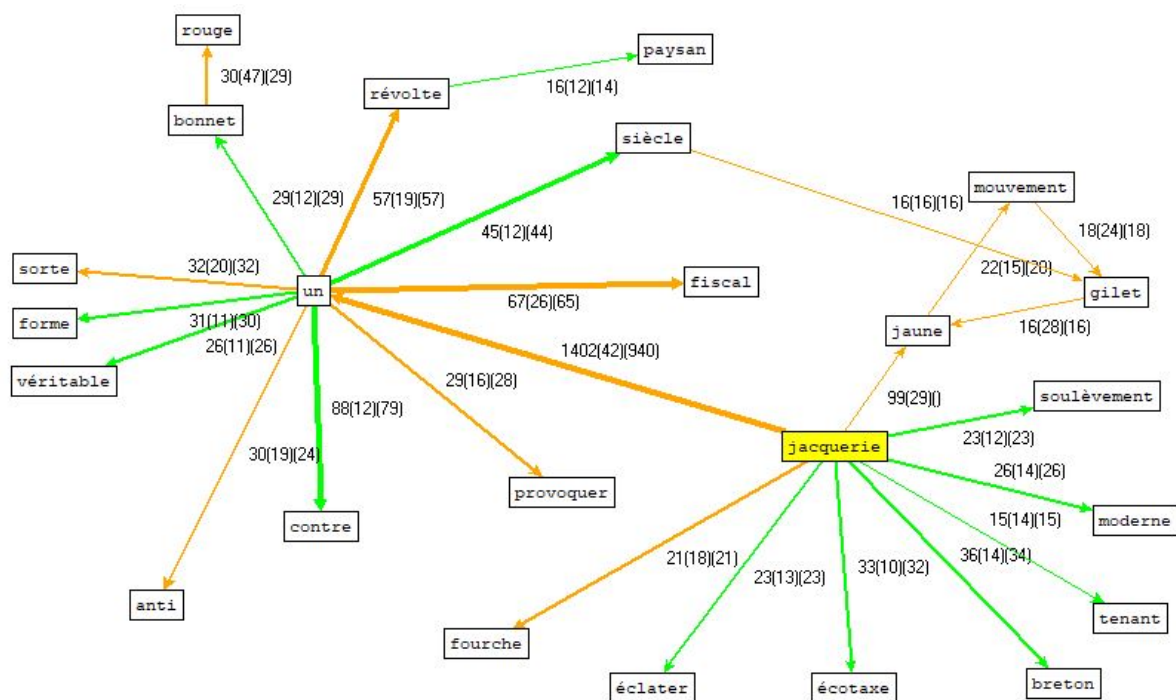 rouge
paysan
30(47)(29)
révolte
16(12)(14)
bonnet
siècle
mouvement
29(12)(29)
57(19)(57)
16(16)(16)
45(12)(44)
18(24)(18)
sorte
32(20)(32)
22(15)(20)
un
fiscal
gilet
67(26)(65)
forme
31(11)(30)
jaune
16(28)(16)
26(11)(26)
véritable
1402(42)(940)
29(16)(28)
99(29)()
soulèvement
88(12)(79)
23(12)(23)
jacquerie
30(19)(24)
26(14)(26)
provoquer
contre
15(14)(15)
moderne
36(14)(34)
21(18)(21)
33(10)(32)
23(13)(23)
anti
tenant
fourche
éclater
écotaxe
breton